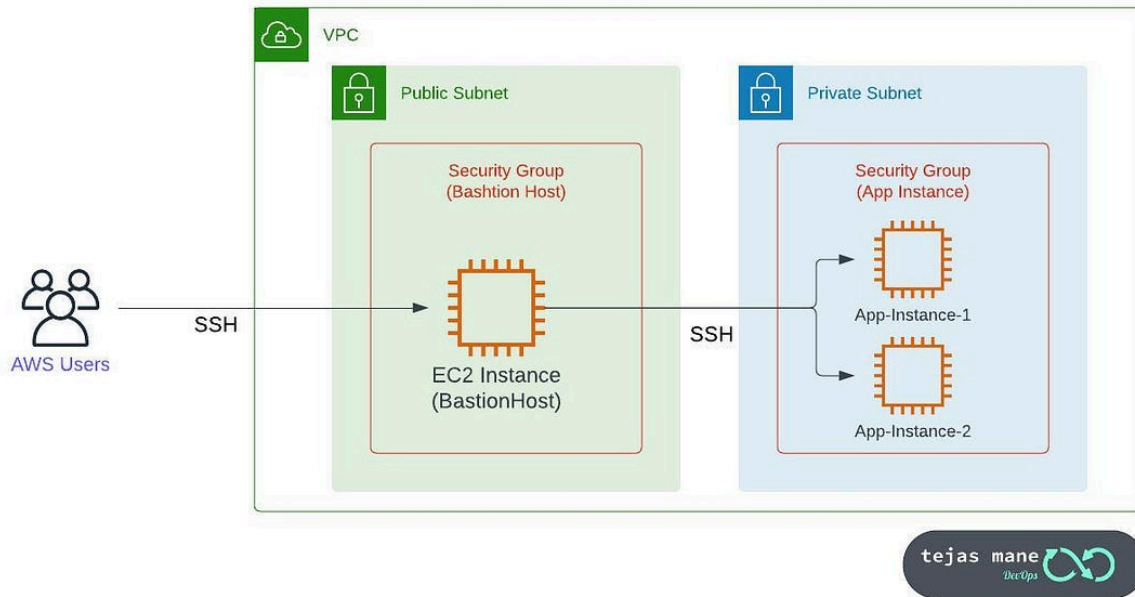 VPC
Public Subnet
Private Subnet
Security Group
(Bashtion Host)
Security Group
(App Instance)
SSH
AWS Users
EC2 Instance
(BastionHost)
SSH
App-Instance-1
App-Instance-2
tejas mane
DevOps